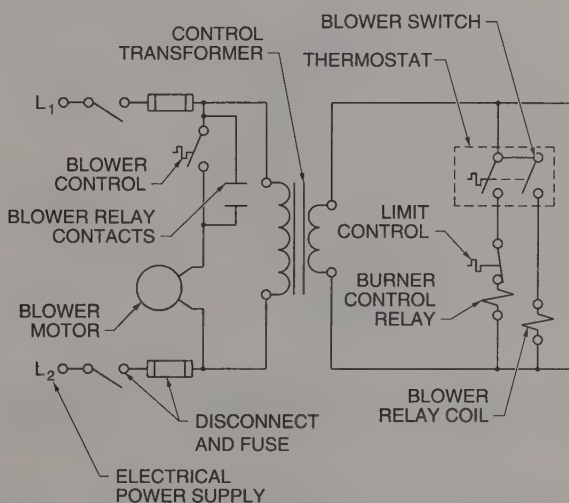 CONTROL
TRANSFORMER
BLOWER SWITCH
THERMOSTAT
L1
BLOWER
CONTROL
BLOWER RELAY
CONTACTS
LIMIT
CONTROL
BURNER
CONTROL
RELAY
BLOWER
MOTOR
L2
DISCONNECT
AND FUSE
BLOWER
RELAY COIL
ELECTRICAL
POWER SUPPLY